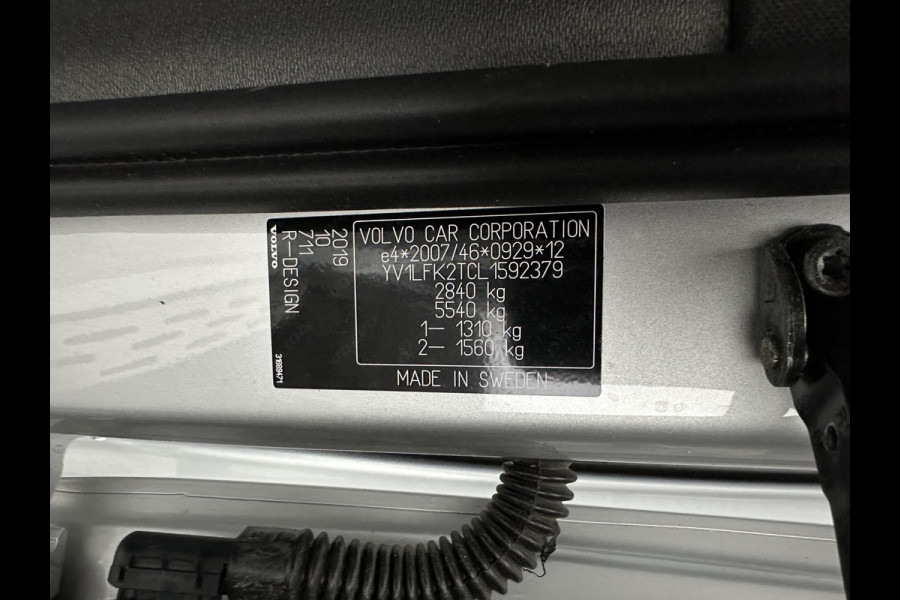 VOLVO CAR CORPORATION
e4*2007/46*0929*12
YV1LFK2TCL1592379
2840 kg
5540 kg
1— 1310 kg
2— 1560 kg
MADE IN SWEDEN
2019
10
711
R—DESIGN
VOLVO
31689471